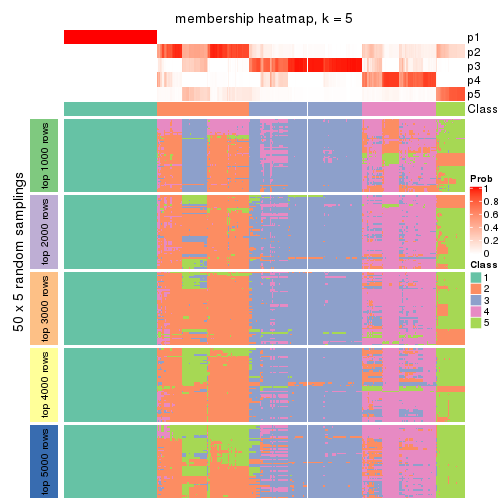 membership heatmap, k = 5
p1
p2
p3
p4
p5
Class
50 x 5 random samplings
top 1000 rows
top 2000 rows
top 3000 rows
top 4000 rows
top 5000 rows
Prob
1
0.8
0.6
0.4
0.2
0
Class
1
2
3
4
5